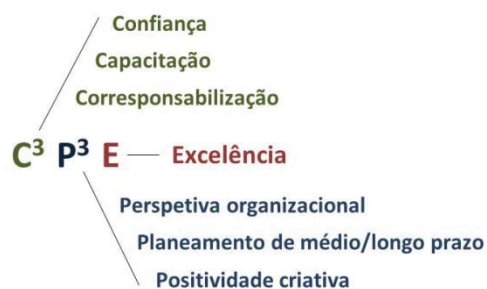 Confiança
Capacitação
Corresponsabilização
C³ P³ E
Excelência
Perspetiva organizacional
Planeamento de médio/longo prazo
Positividade criativa